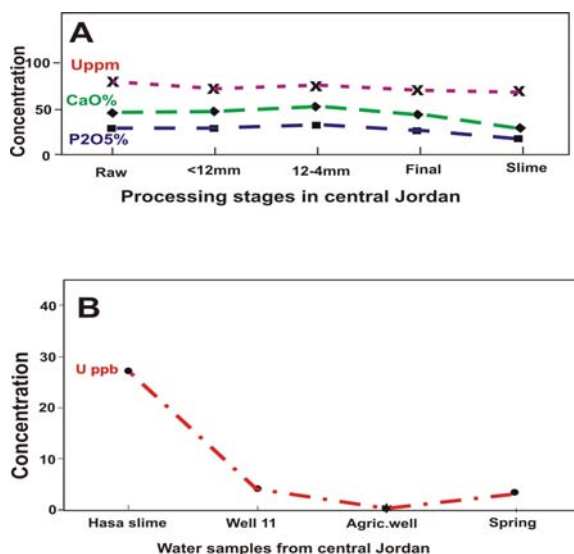 A
Concentration
100
50
0
Uppm
CaO%
P2O5%
Raw
<12mm
12-4mm
Final
Slime
Processing stages in central Jordan
B
Concentration
40
30
20
10
0
U ppb
Hasa slime
Well 11
Agric.well
Spring
Water samples from central Jordan